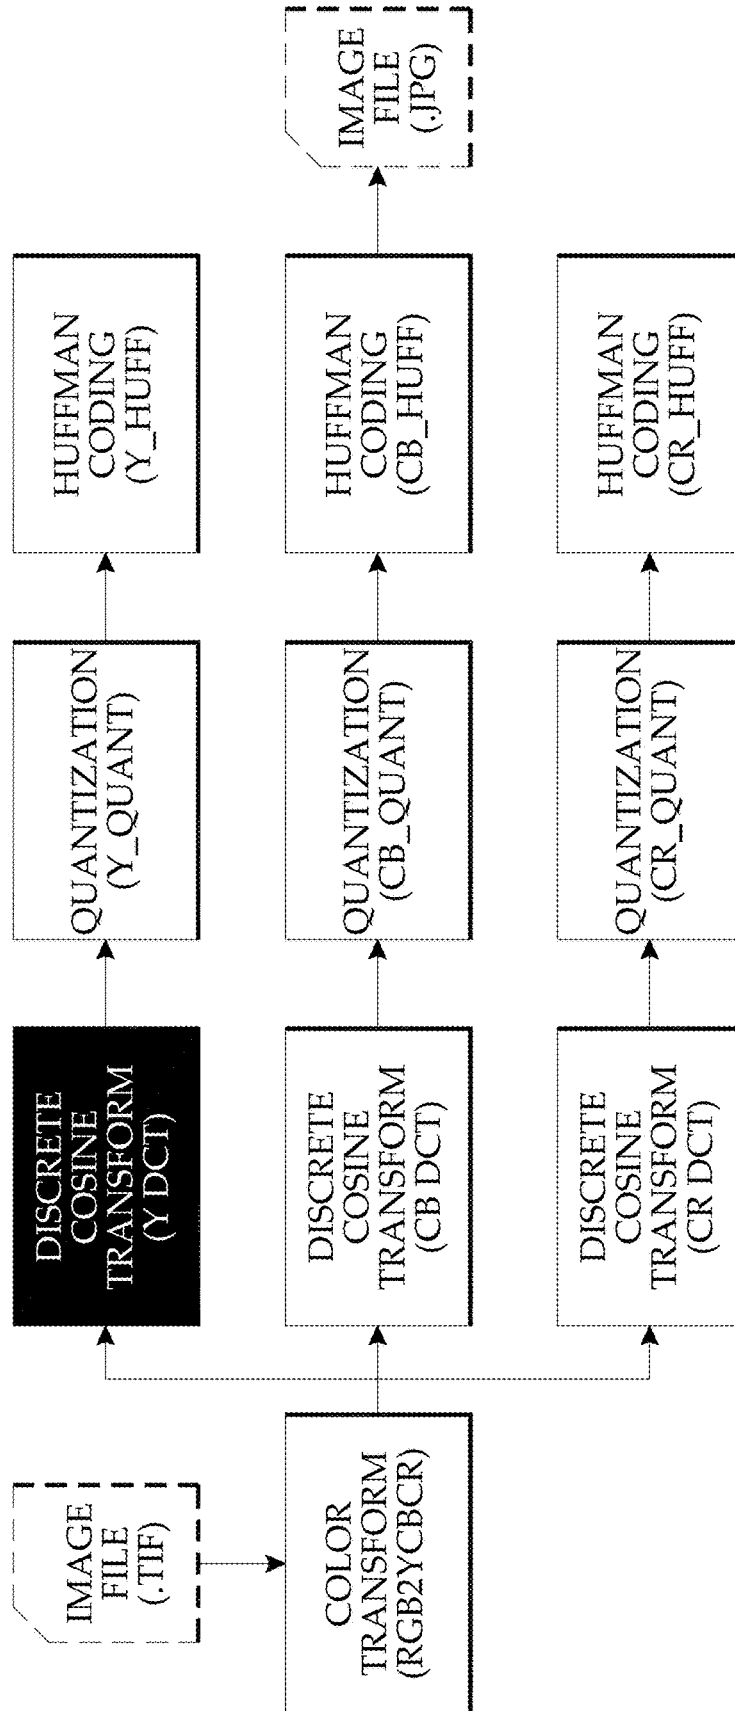 IMAGE
FILE
(.TIF)
COLOR
TRANSFORM
(RGB2YCBCR)
DISCRETE
COSINE
TRANSFORM
(Y DCT)
QUANTIZATION
(Y_QUANT)
HUFFMAN
CODING
(Y_HUFF)
DISCRETE
COSINE
TRANSFORM
(CB DCT)
QUANTIZATION
(CB_QUANT)
HUFFMAN
CODING
(CB_HUFF)
IMAGE
FILE
(.JPG)
DISCRETE
COSINE
TRANSFORM
(CR DCT)
QUANTIZATION
(CR_QUANT)
HUFFMAN
CODING
(CR_HUFF)